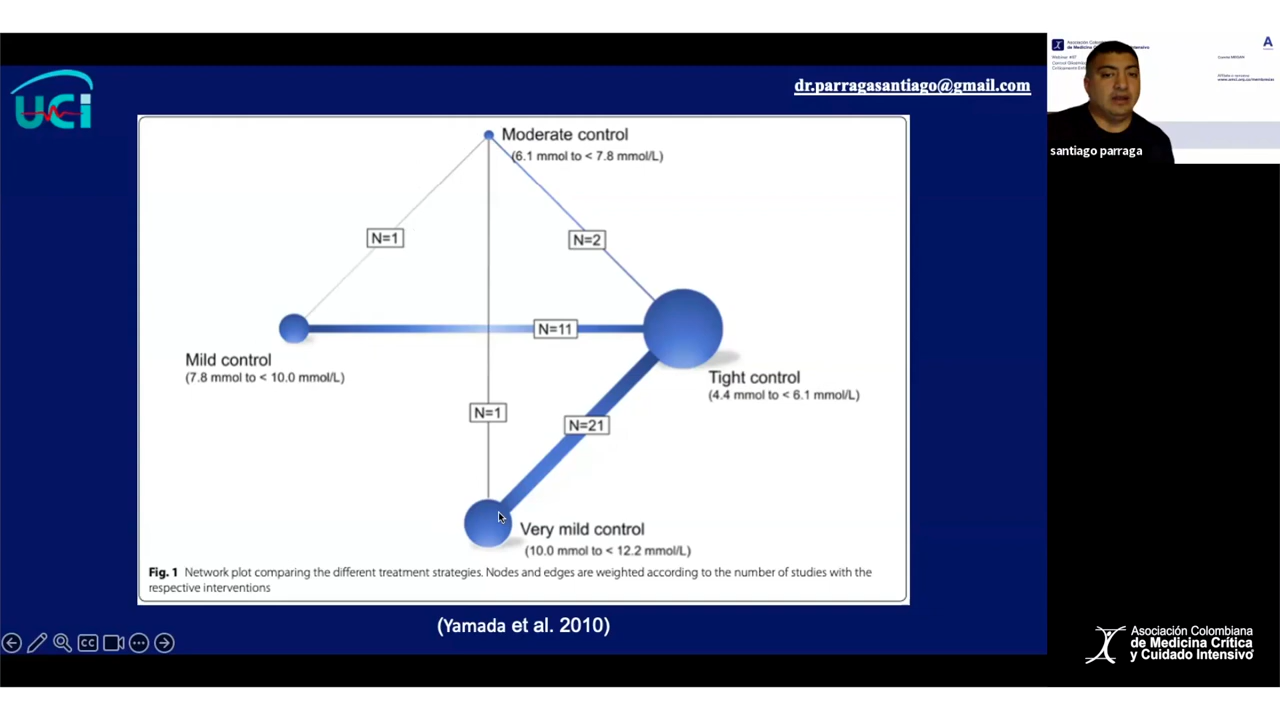 UCi
dr.parragasantiago@gmail.com
Moderate control
(6.1 mmol to < 7.8 mmol/L)
N=1
N=2
N=11
Mild control
(7.8 mmol to < 10.0 mmol/L)
Tight control
(4.4 mmol to < 6.1 mmol/L)
N=1
N=21
Very mild control
(10.0 mmol to < 12.2 mmol/L)
Fig. 1 Network plot comparing the different treatment strategies. Nodes and edges are weighted according to the number of studies with the
respective interventions
(Yamada et al. 2010)
CC
A
santiago parraga
Asociación Colombiana
de Medicina Crítica
y Cuidado Intensivo